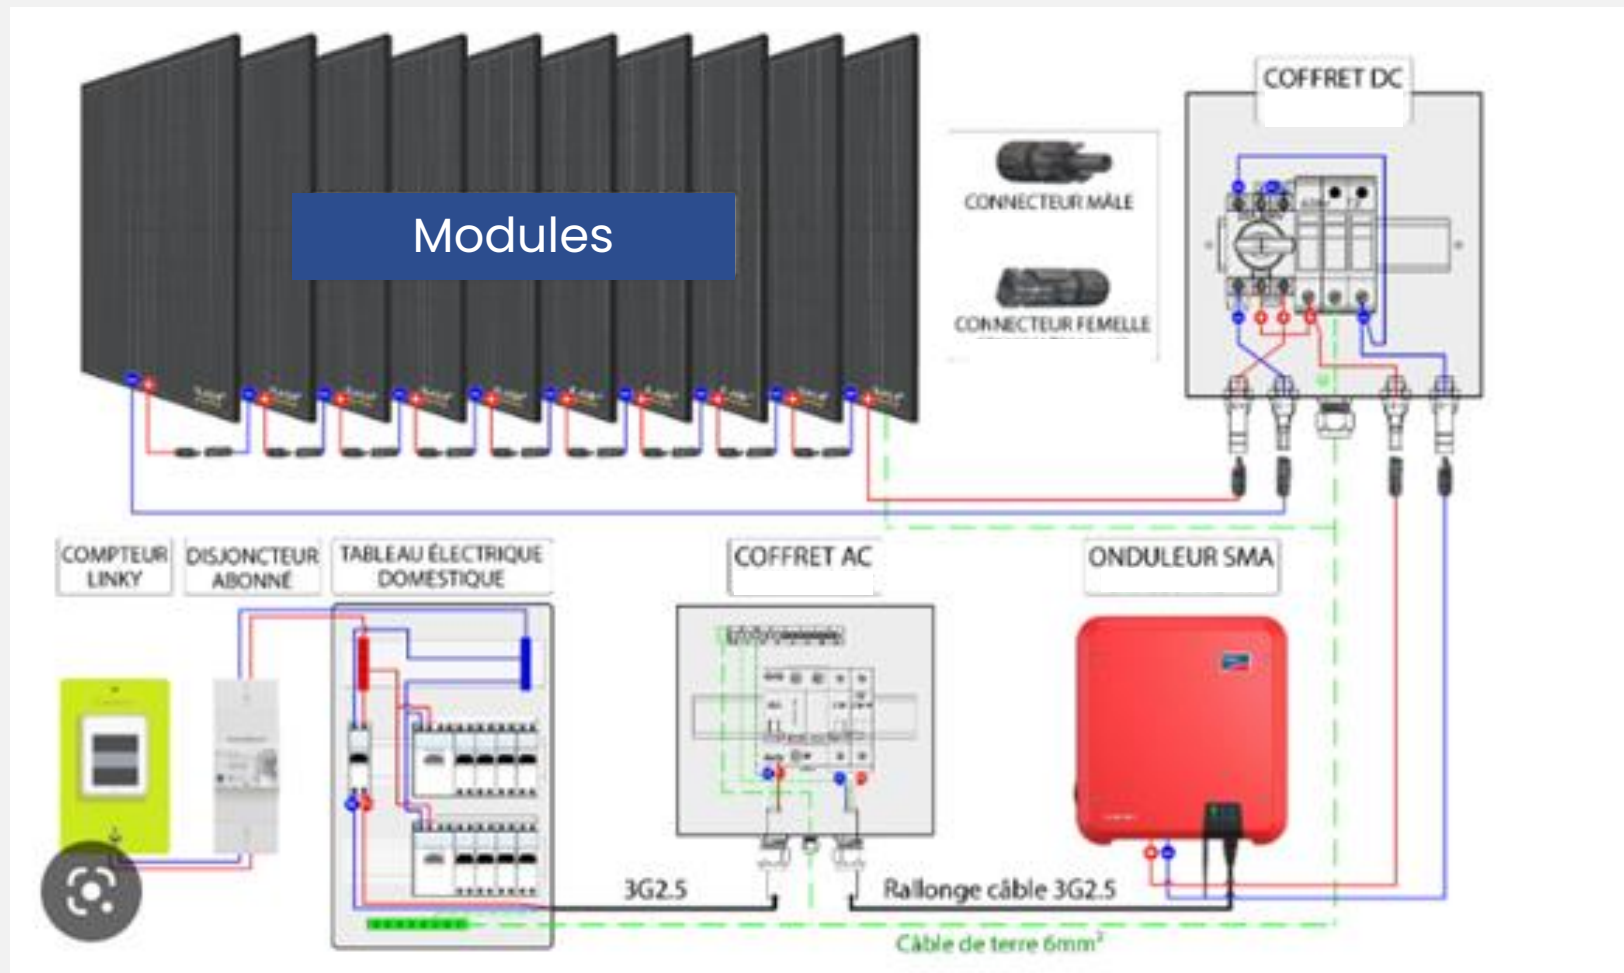 COFFRET DC
CONNECTEUR MÂLE
Modules
CONNECTEUR FEMELLE
COMPTEUR
LINKY
DISJONCTEUR
ABONNÉ
TABLEAU ÉLECTRIQUE
DOMESTIQUE
COFFRET AC
ONDULEUR SMA
3G2.5
Rallonge câble 3G2.5
Câble de terre 6mm²